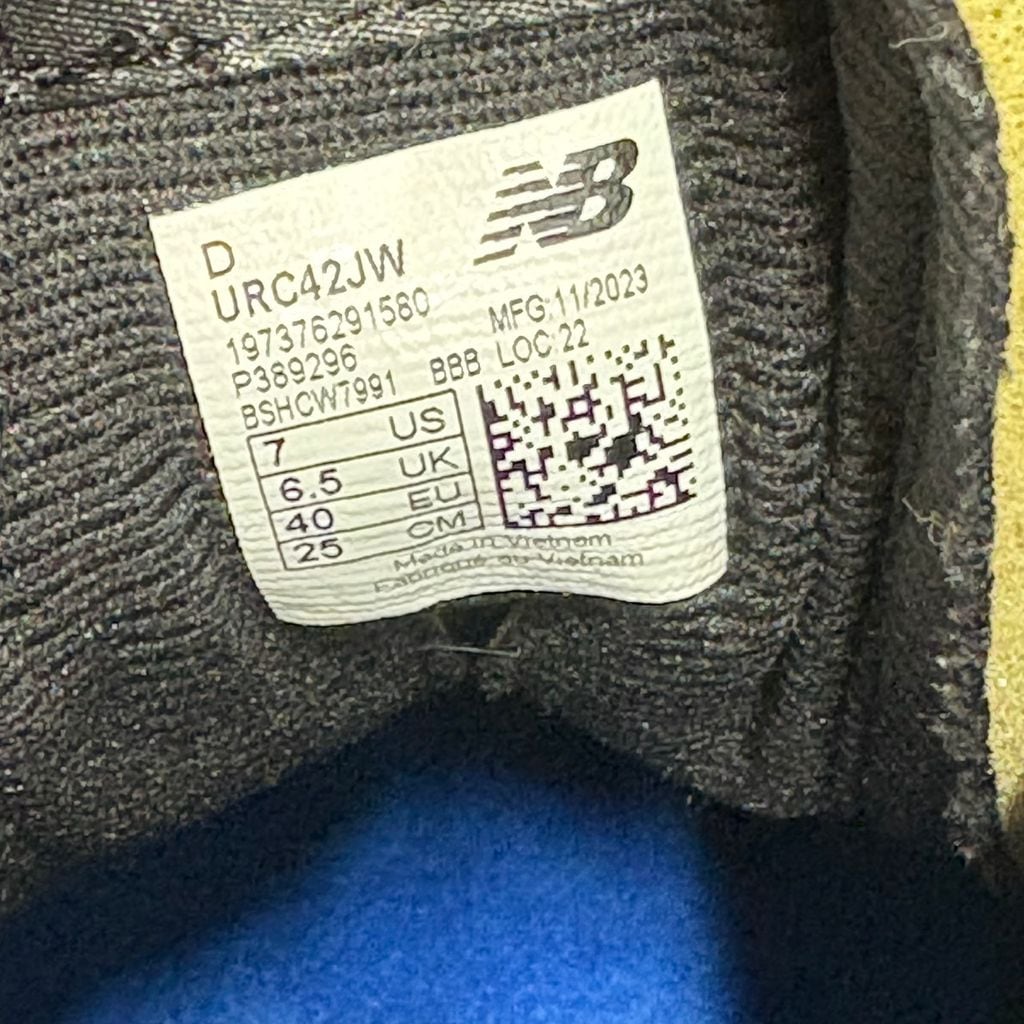 NB
D
URC42JW
197376291580 MFG:11/2023
P389296 BBB LOC:22
BSHCW7991
7 US
6.5 UK
40 EU
25 CM
Made in Vietnam
Fabriqué au Vietnam